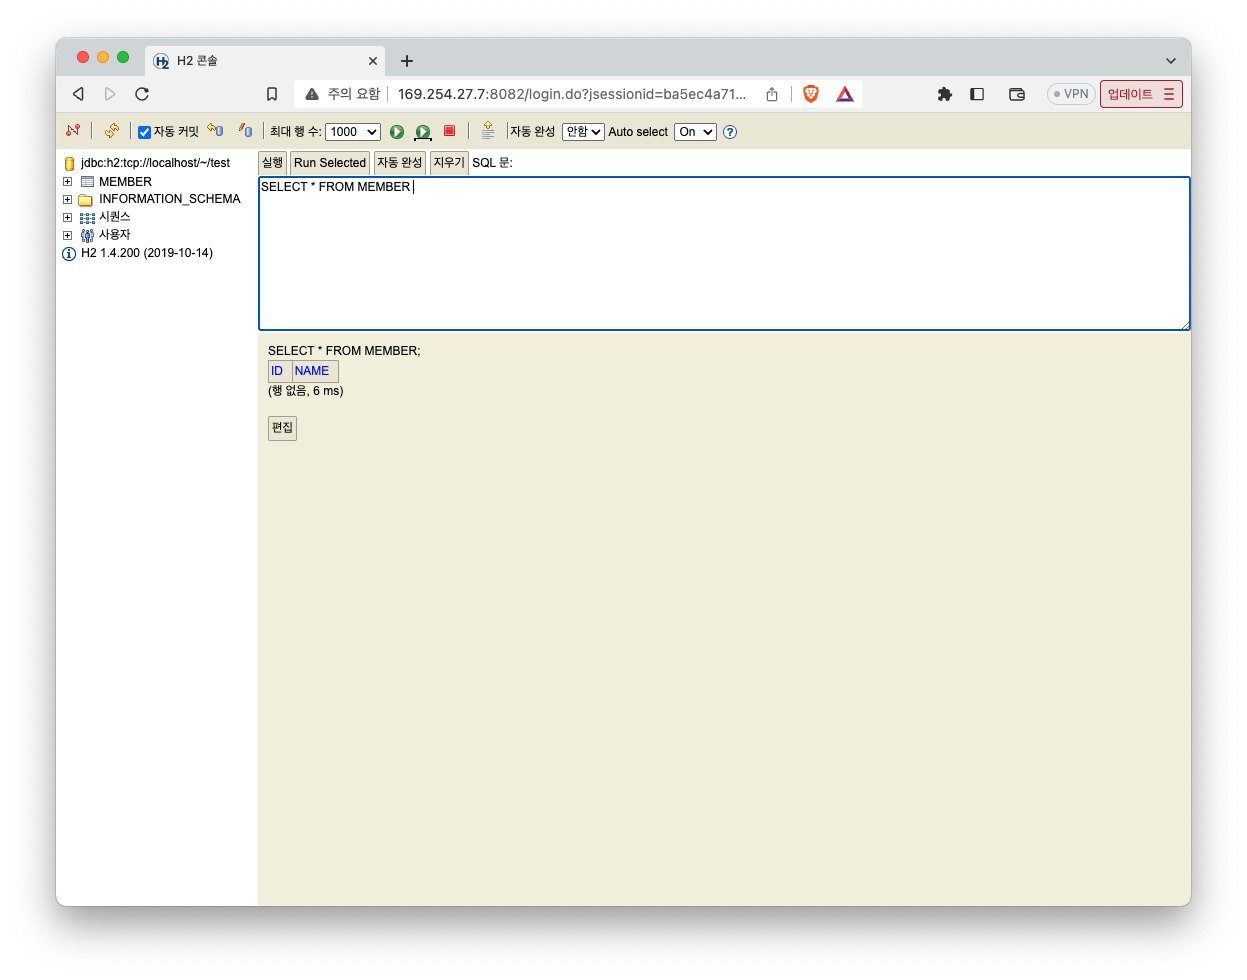 H2 콘솔
주의 요함 169.254.27.7:8082/login.do?jsessionid=ba5ec4a71... VPN 업데이트
자동 커밋 최대 행 수: 1000 자동 완성 안함 Auto select On
jdbc:h2:tcp://localhost/~/test
MEMBER
INFORMATION_SCHEMA
시퀀스
사용자
H2 1.4.200 (2019-10-14)
실행 Run Selected 자동 완성 지우기 SQL 문:
SELECT * FROM MEMBER
SELECT * FROM MEMBER;
ID NAME
(행 없음, 6 ms)
편집